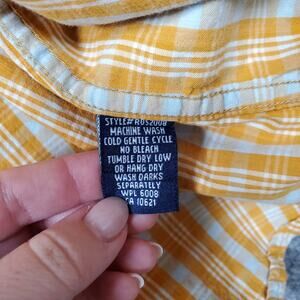 STYLE#R052008
MACHINE WASH
COLD GENTLE CYCLE
NO BLEACH
TUMBLE DRY LOW
OR HANG DRY
WASH DARKS
SEPARATELY
WPL 6008
CA 10621